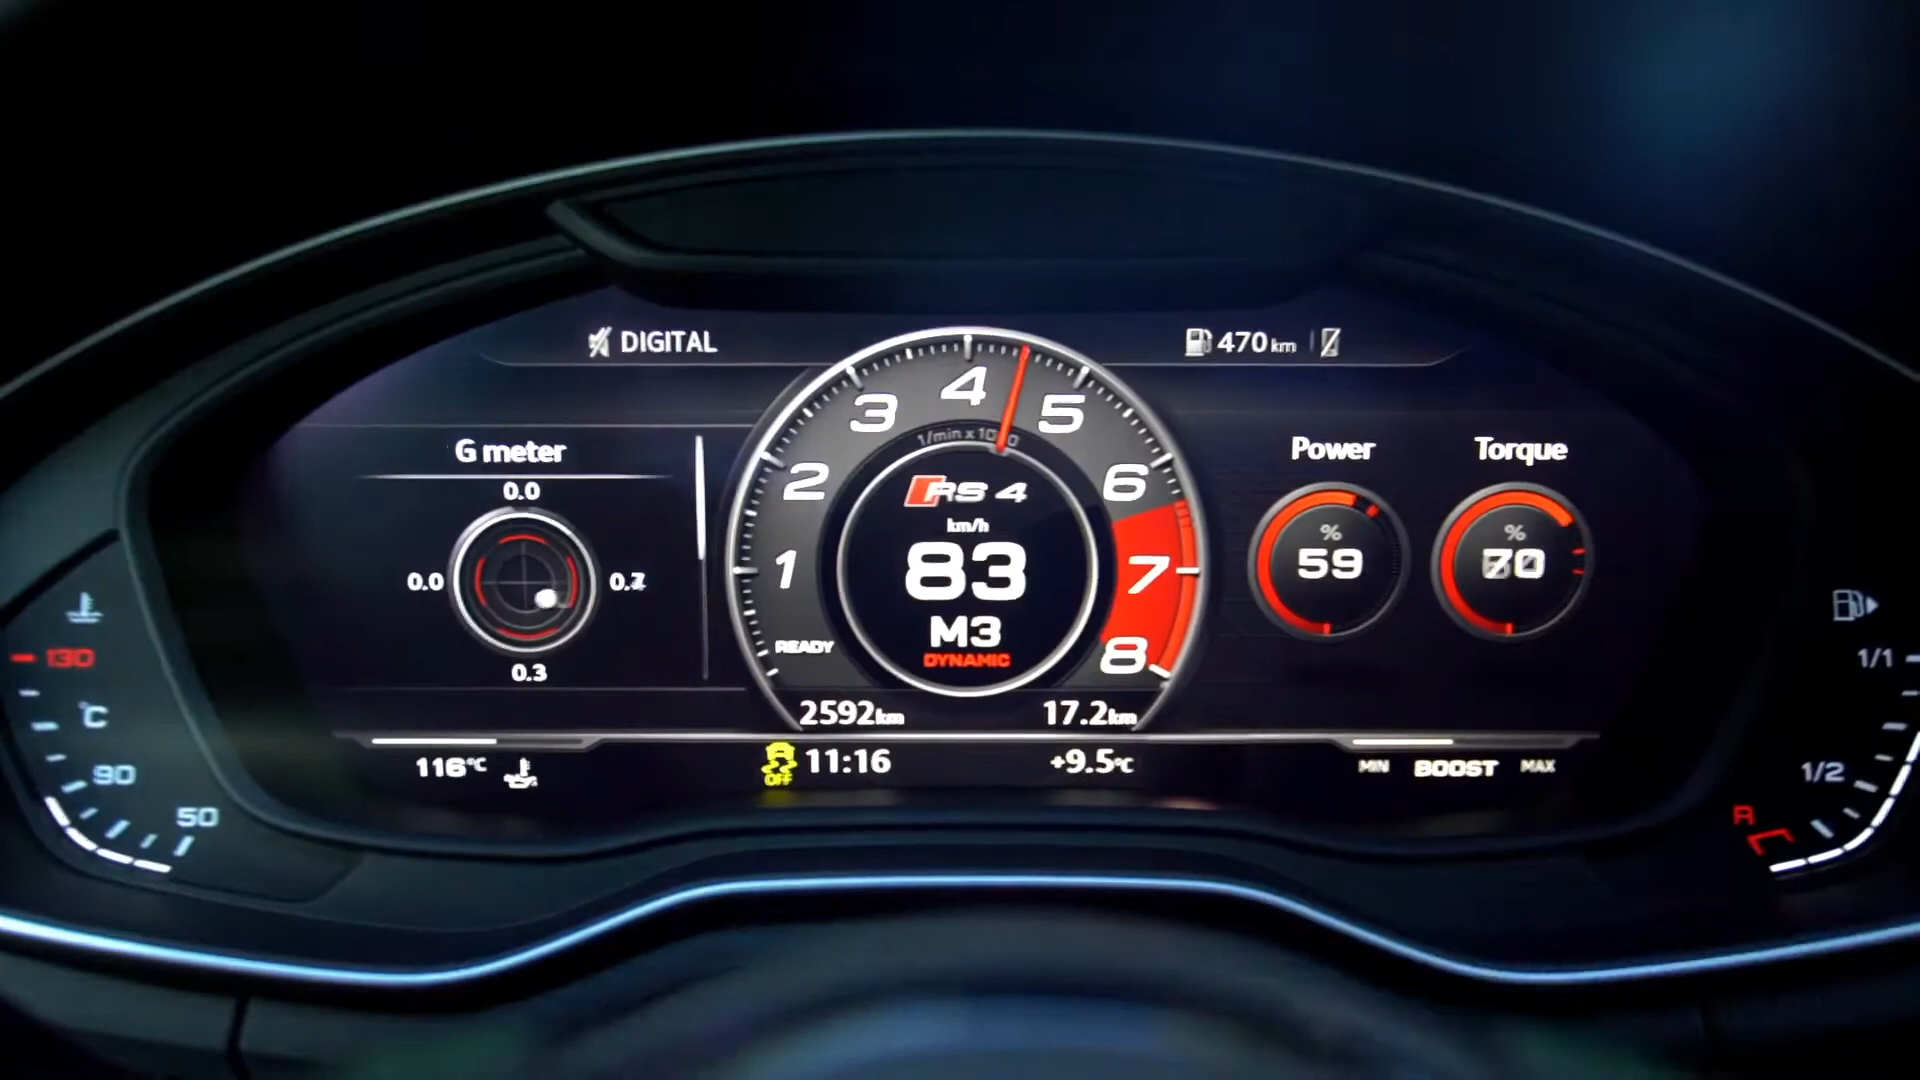 DIGITAL
470 km
G meter
0.0
0.0
0.3
1
2
3
4
5
6
7
8
1/min x 1000
RS 4
km/h
83
M3
DYNAMIC
READY
2592 km
17.2 km
Power
%
59
Torque
%
130
°C
90
50
116°C
OFF
11:16
+9.5°C
MIN BOOST MAX
1/1
1/2
R